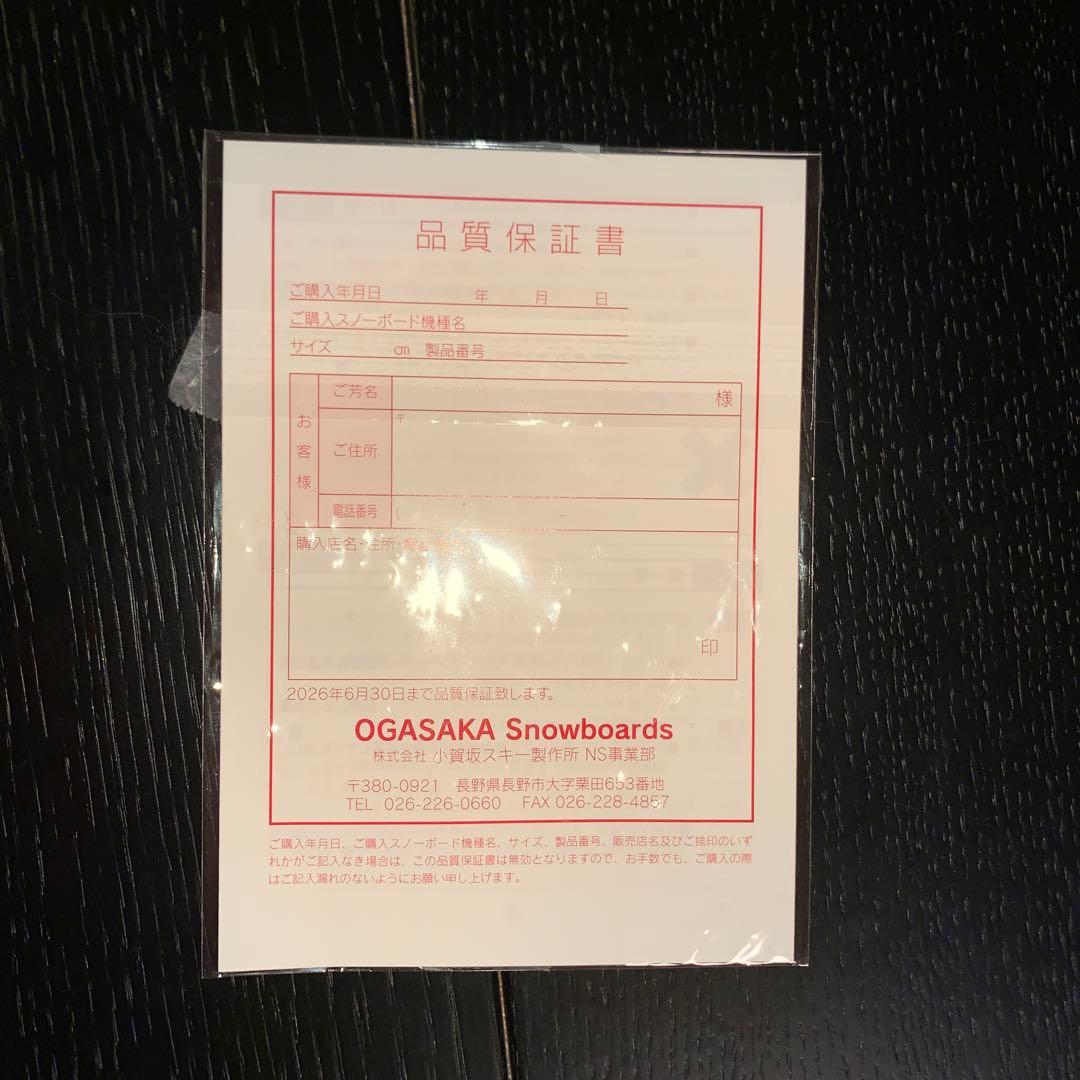 品質保証書
ご購入年月日 年 月 日
ご購入スノーボード機種名
サイズ cm 製品番号
お客様
ご芳名 様
ご住所 〒
電話番号 ( —
購入店名・住所・電話番号
印
2026年6月30日まで品質保証致します。
OGASAKA Snowboards
株式会社 小賀坂スキー製作所 NS事業部
〒380-0921 長野県長野市大字栗田653番地
TEL 026-226-0660 FAX 026-228-4857
ご購入年月日、ご購入スノーボード機種名、サイズ、製品番号、販売店名及びご捺印のいず
れかがご記入なき場合は、この品質保証書は無効となりますので、お手数でも、ご購入の際
はご記入漏れのないようにお願い申し上げます。